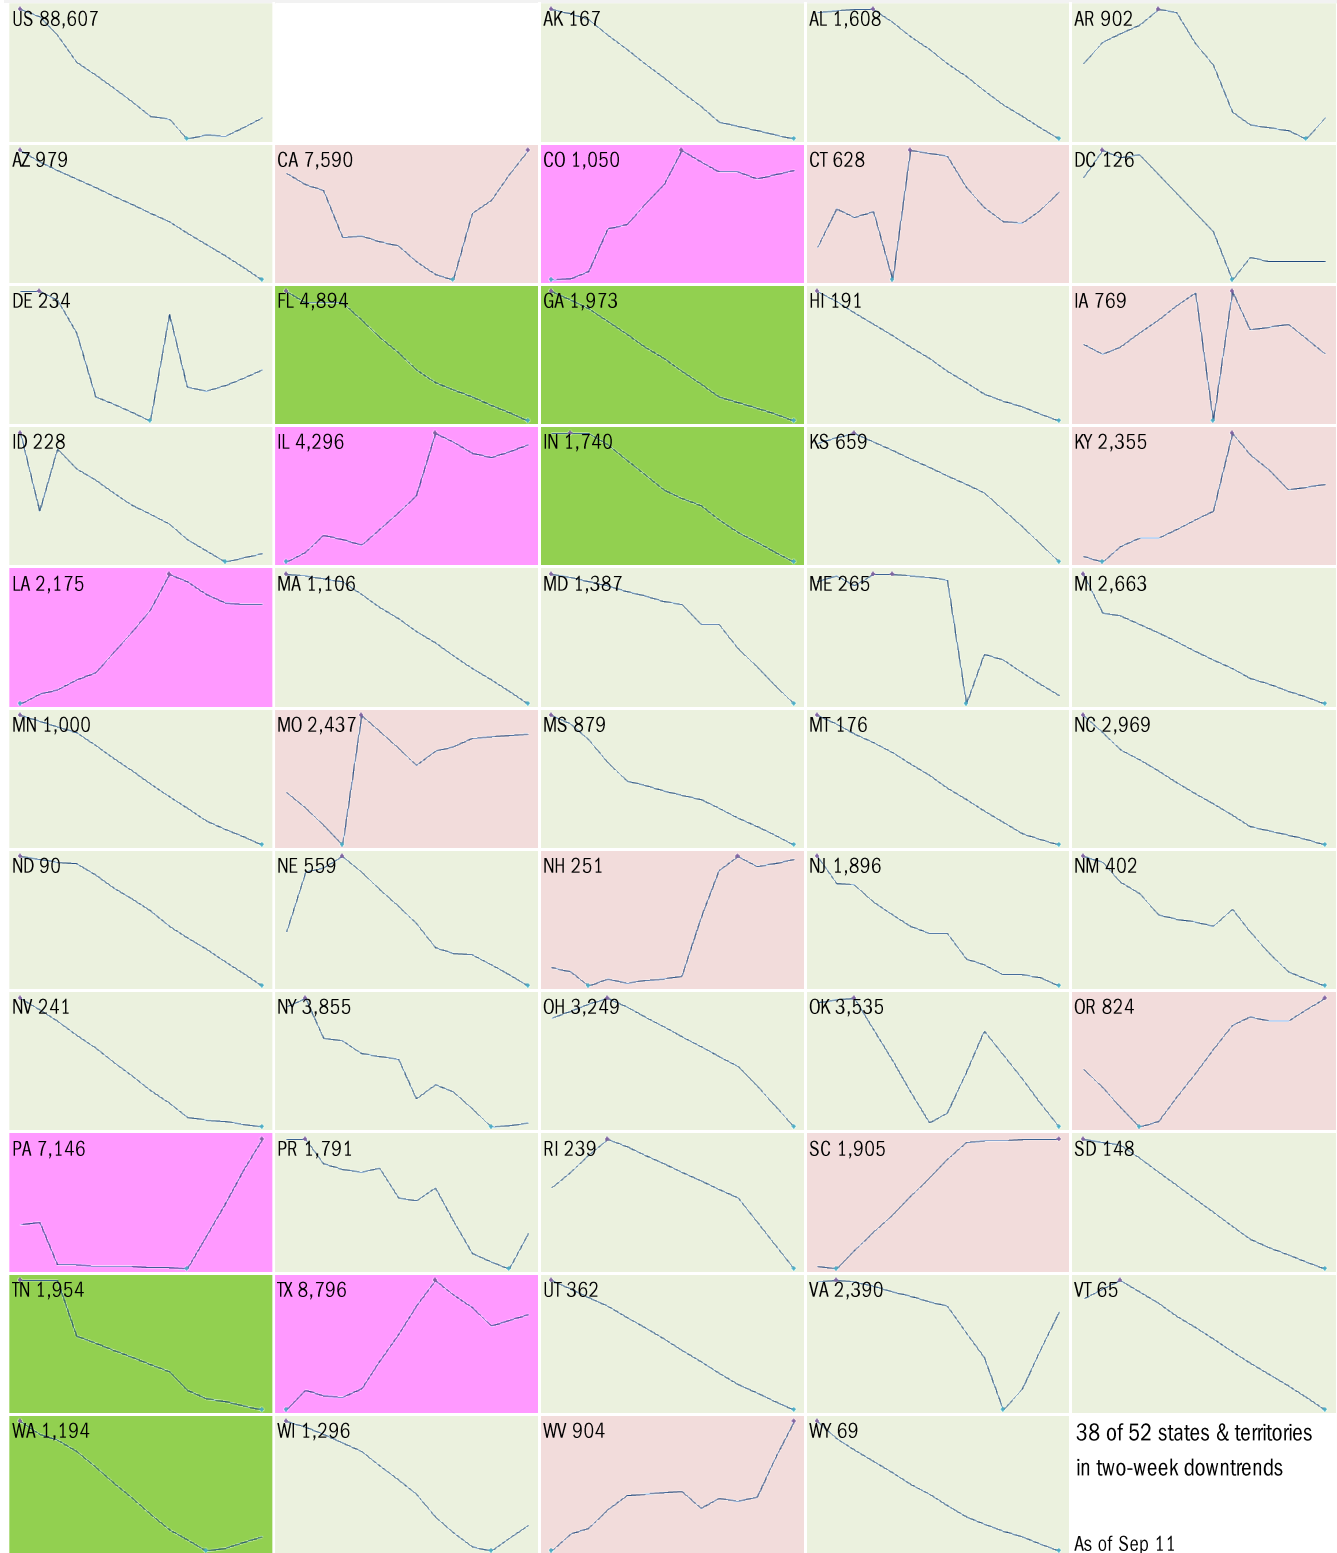 US 88,607
AK 167
AL 1,608
AR 902
AZ 979
CA 7,590
CO 1,050
CT 628
DC 126
DE 234
FL 4,894
GA 1,973
HI 191
IA 769
ID 228
IL 4,296
IN 1,740
KS 659
KY 2,355
LA 2,175
MA 1,106
MD 1,387
ME 265
MI 2,663
MN 1,000
MO 2,437
MS 879
MT 176
NC 2,969
ND 90
NE 559
NH 251
NJ 1,896
NM 402
NV 241
NY 3,855
OH 3,249
OK 3,535
OR 824
PA 7,146
PR 1,791
RI 239
SC 1,905
SD 148
TN 1,954
TX 8,796
UT 362
VA 2,390
VT 65
WA 1,194
WI 1,296
WV 904
WY 69
38 of 52 states & territories
in two-week downtrends
As of Sep 11